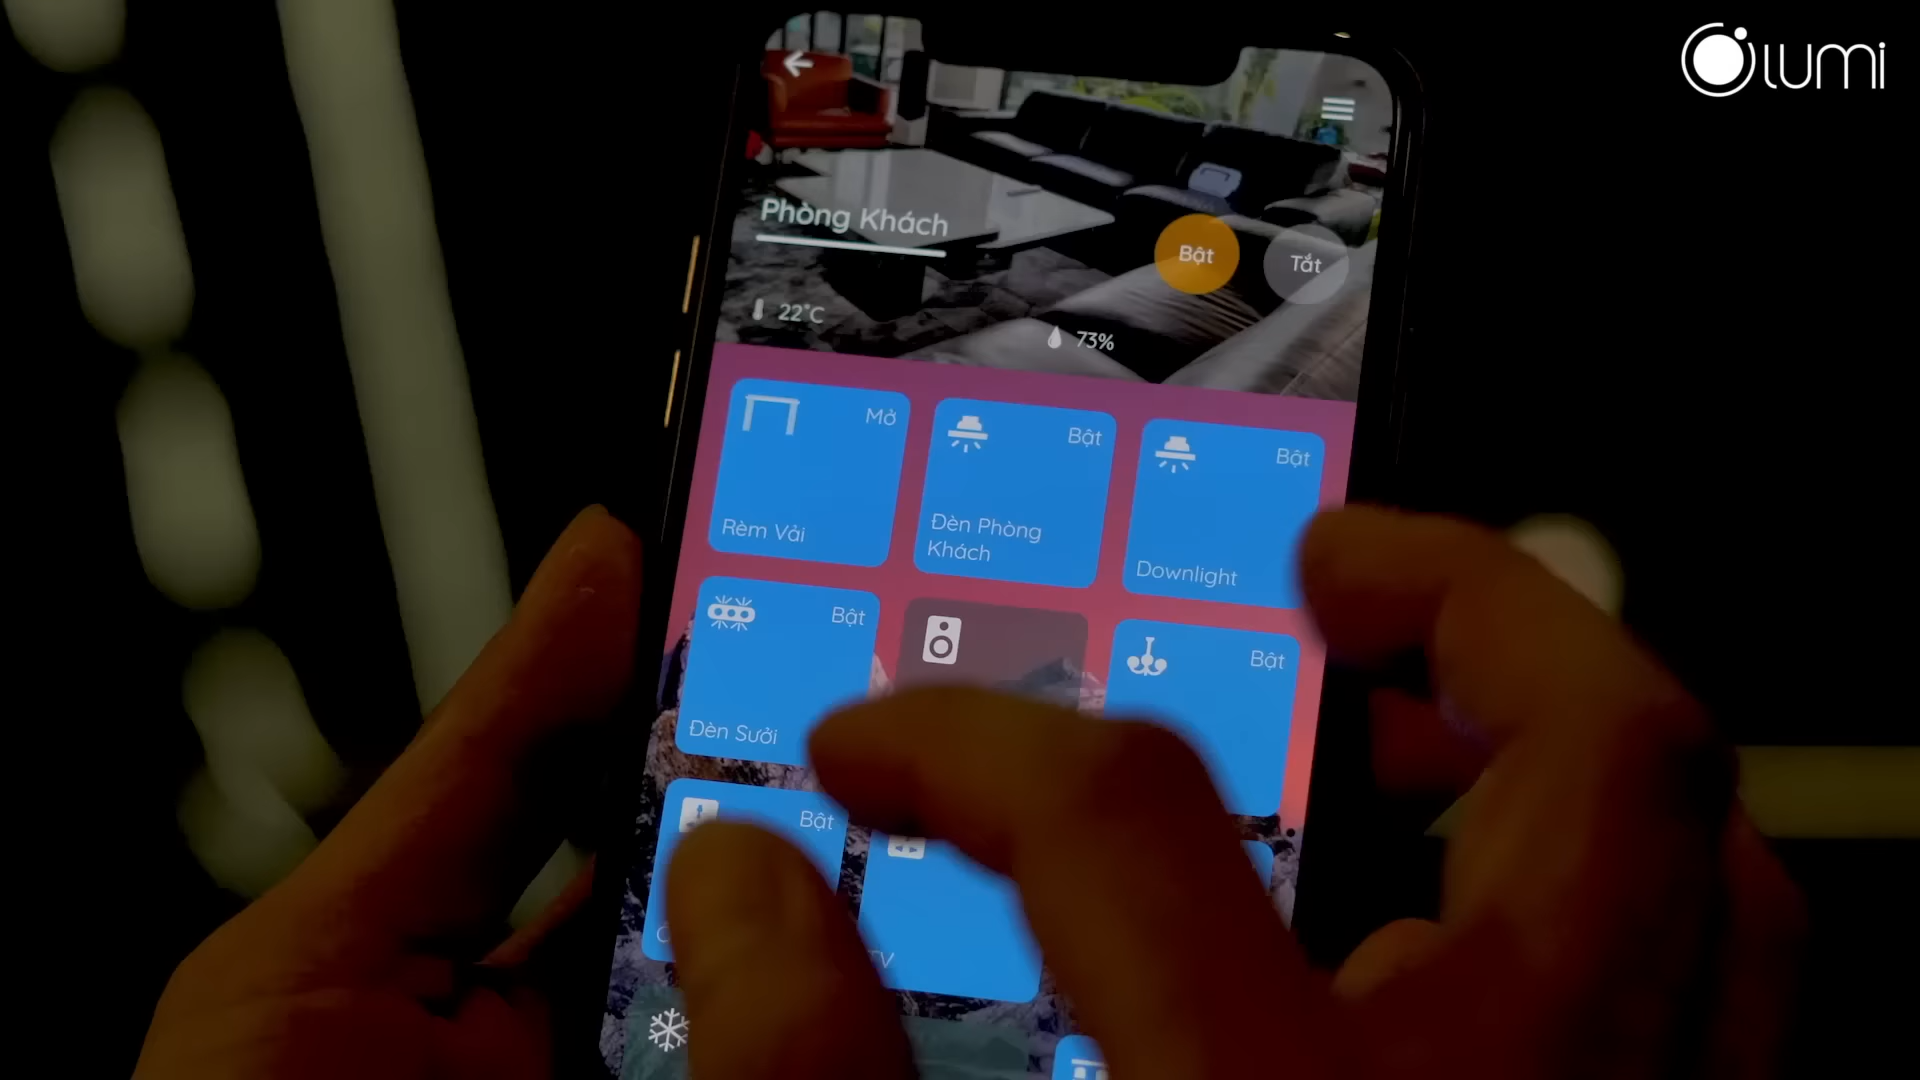 lumi
Phòng Khách
Bật
Tắt
22°C
73%
Mở
Rèm Vải
Bật
Đèn Phòng
Khách
Bật
Downlight
Bật
Đèn Sưởi
Bật
Bật
TV